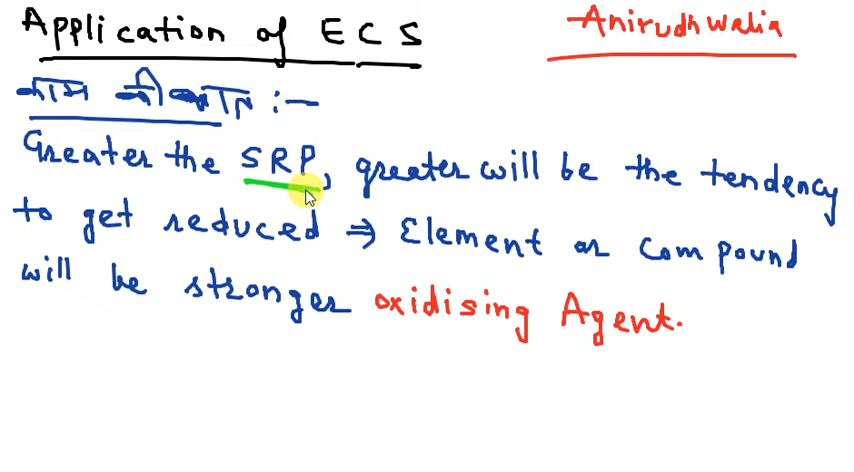 Application of ECS
Anirudh Walia
काम की बात :-
Greater the SRP, greater will be the tendency
to get reduced ⇒ Element or compound
will be stronger oxidising Agent.